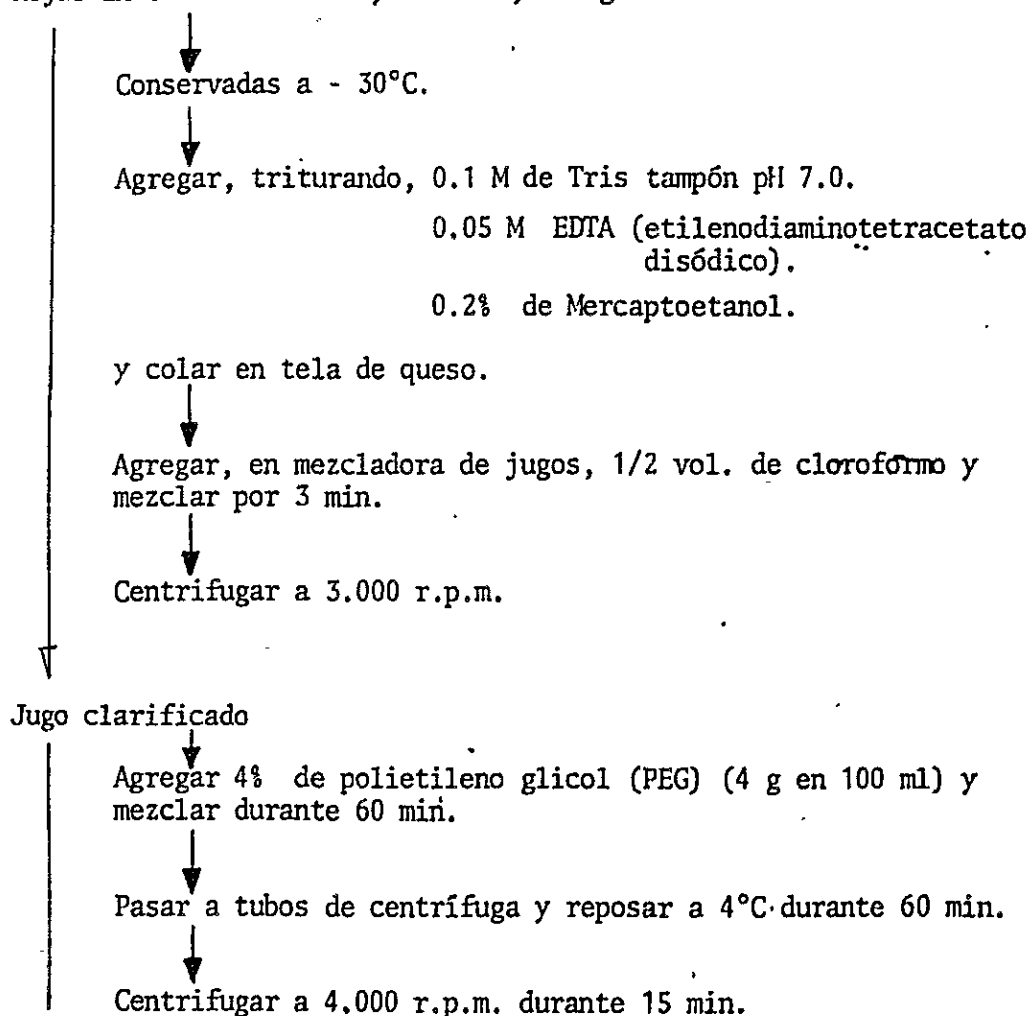 Conservadas a - 30°C.
Agregar, triturando, 0.1 M de Tris tampón pH 7.0.
0.05 M EDTA (etilenodiaminotetracetato
disódico).
0.2% de Mercaptoetanol.
y colar en tela de queso.
Agregar, en mezcladora de jugos, 1/2 vol. de cloroformo y
mezclar por 3 min.
Centrifugar a 3.000 r.p.m.
Jugo clarificado
Agregar 4% de polietileno glicol (PEG) (4 g en 100 ml) y
mezclar durante 60 min.
Pasar a tubos de centrífuga y reposar a 4°C durante 60 min.
Centrifugar a 4.000 r.p.m. durante 15 min.